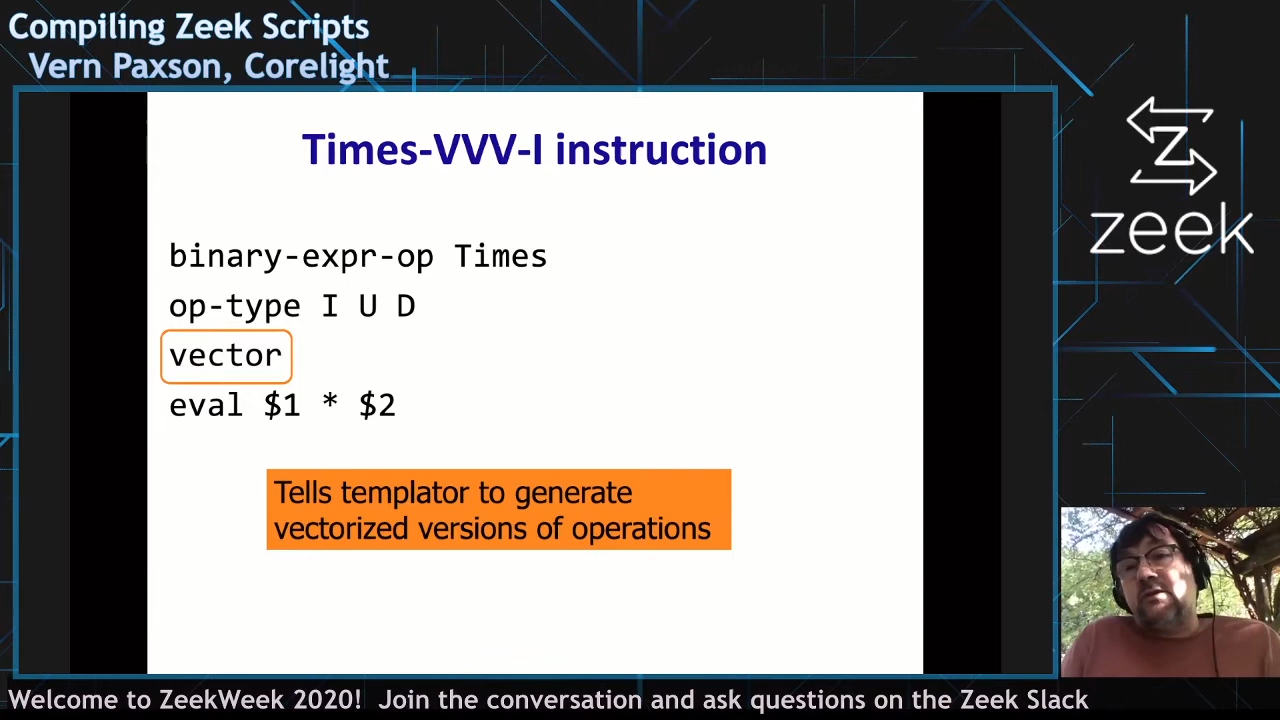 Compiling Zeek Scripts
Vern Paxson, Corelight
Times-VVV-I instruction
binary-expr-op Times
op-type I U D
vector
eval $1 * $2
Tells templator to generate
vectorized versions of operations
Z
zeek
Welcome to ZeekWeek 2020! Join the conversation and ask questions on the Zeek Slack